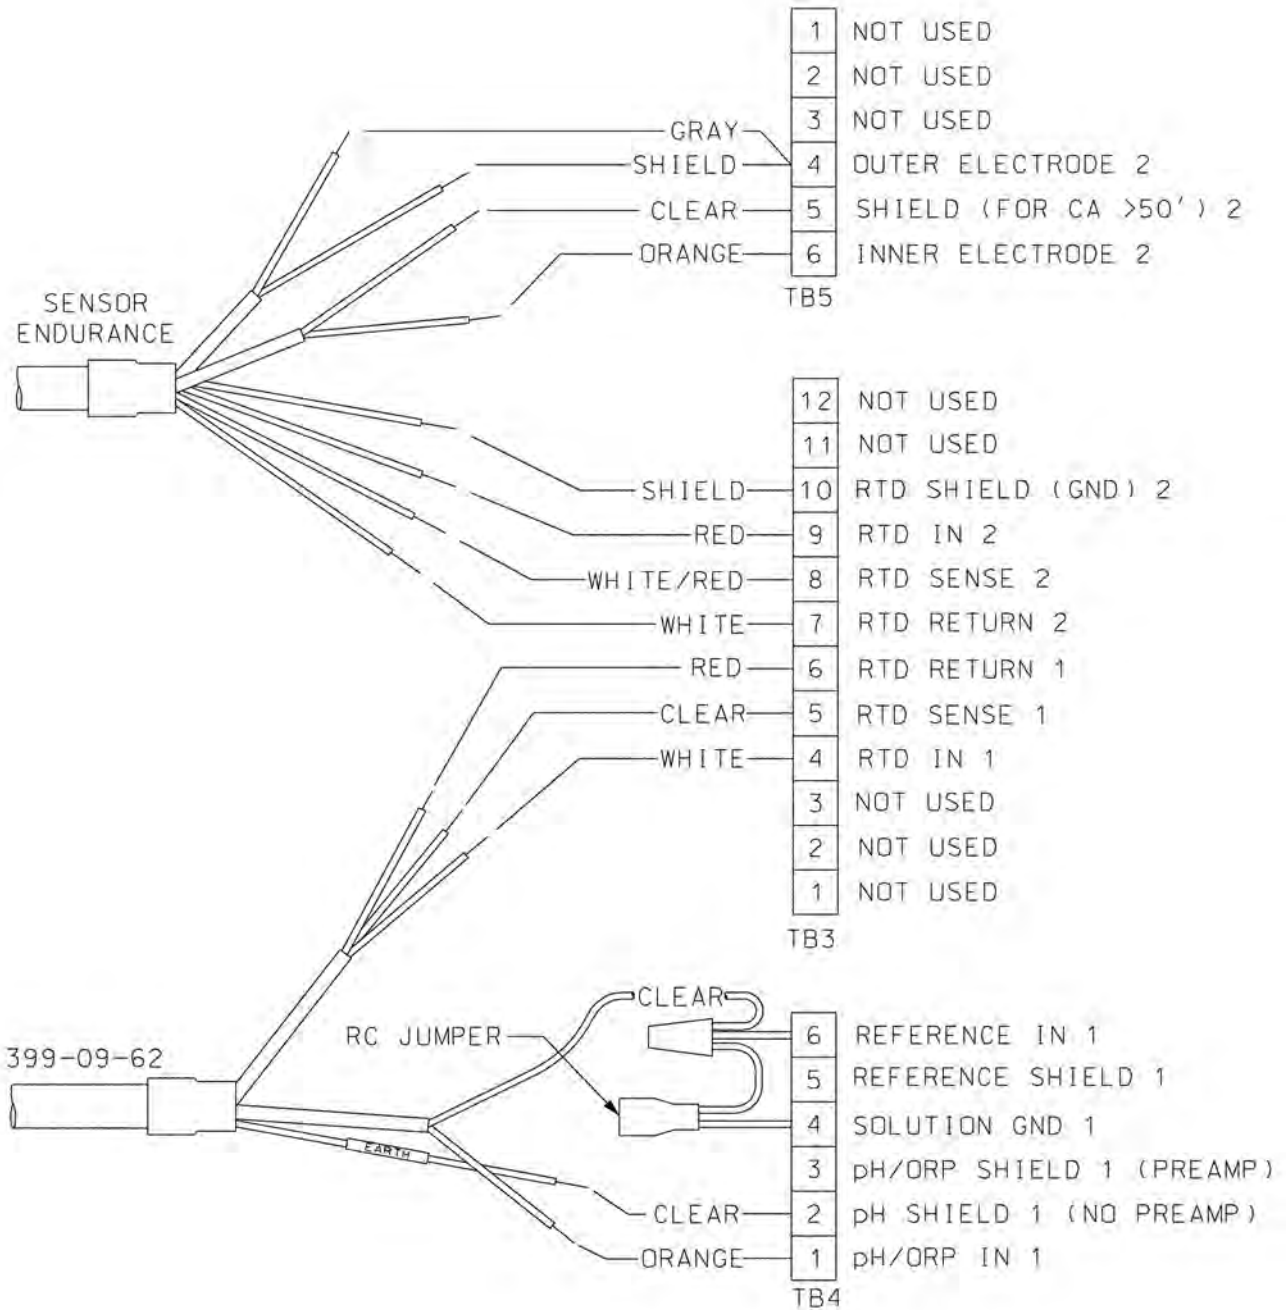 1 NOT USED
2 NOT USED
3 NOT USED
GRAY
SHIELD 4 OUTER ELECTRODE 2
CLEAR 5 SHIELD (FOR CA >50') 2
ORANGE 6 INNER ELECTRODE 2
TB5
SENSOR
ENDURANCE
12 NOT USED
11 NOT USED
SHIELD 10 RTD SHIELD (GND) 2
RED 9 RTD IN 2
WHITE/RED 8 RTD SENSE 2
WHITE 7 RTD RETURN 2
RED 6 RTD RETURN 1
CLEAR 5 RTD SENSE 1
WHITE 4 RTD IN 1
3 NOT USED
2 NOT USED
1 NOT USED
TB3
CLEAR
RC JUMPER 6 REFERENCE IN 1
399-09-62
5 REFERENCE SHIELD 1
4 SOLUTION GND 1
EARTH
3 pH/ORP SHIELD 1 (PREAMP)
CLEAR 2 pH SHIELD 1 (NO PREAMP)
ORANGE 1 pH/ORP IN 1
TB4